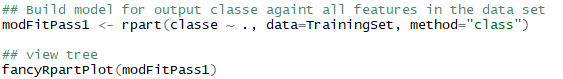 ## Build model for output classe againt all features in the data set
modFitPass1 <- rpart(classe ~ ., data=TrainingSet, method="class")
## view tree
fancyRpartPlot(modFitPass1)